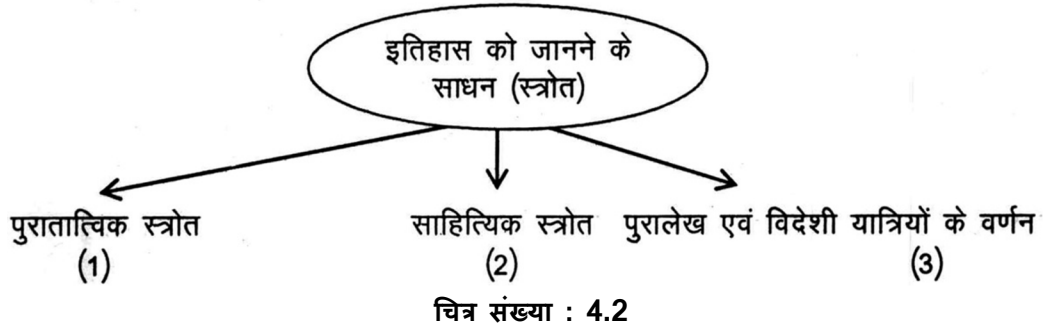 इतिहास को जानने के
साधन (स्त्रोत)
पुरातात्विक स्त्रोत साहित्यिक स्त्रोत पुरालेख एवं विदेशी यात्रियों के वर्णन
(1) (2) (3)
चित्र संख्या : 4.2